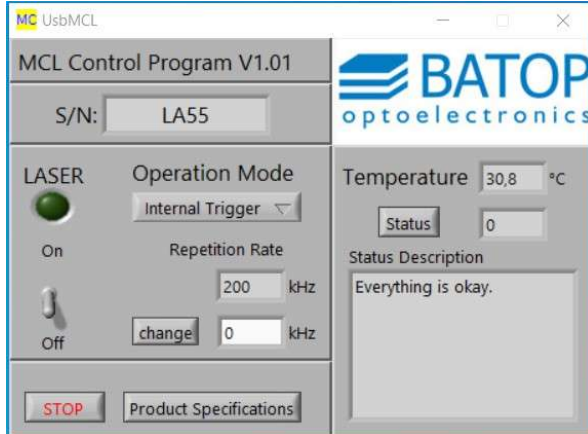 MC UsbMCL
MCL Control Program V1.01
BATOP
optoelectronics
S/N: LA55
LASER
On
Off
Operation Mode
Internal Trigger
Repetition Rate
200 kHz
change 0 kHz
STOP Product Specifications
Temperature 30,8 °C
Status 0
Status Description
Everything is okay.